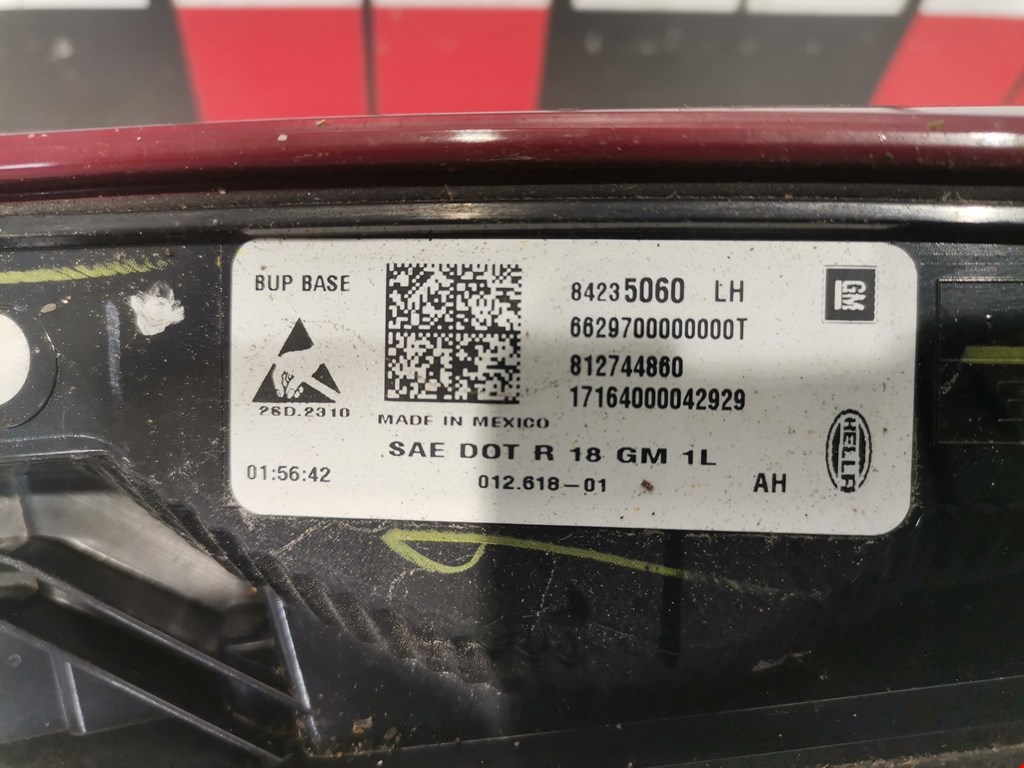 BUP BASE
84235060 LH
GM
6629700000000T
812744860
17164000042929
26D.2310
MADE IN MEXICO
SAE DOT R 18 GM 1L
HELLA
01:56:42
012.618-01
AH